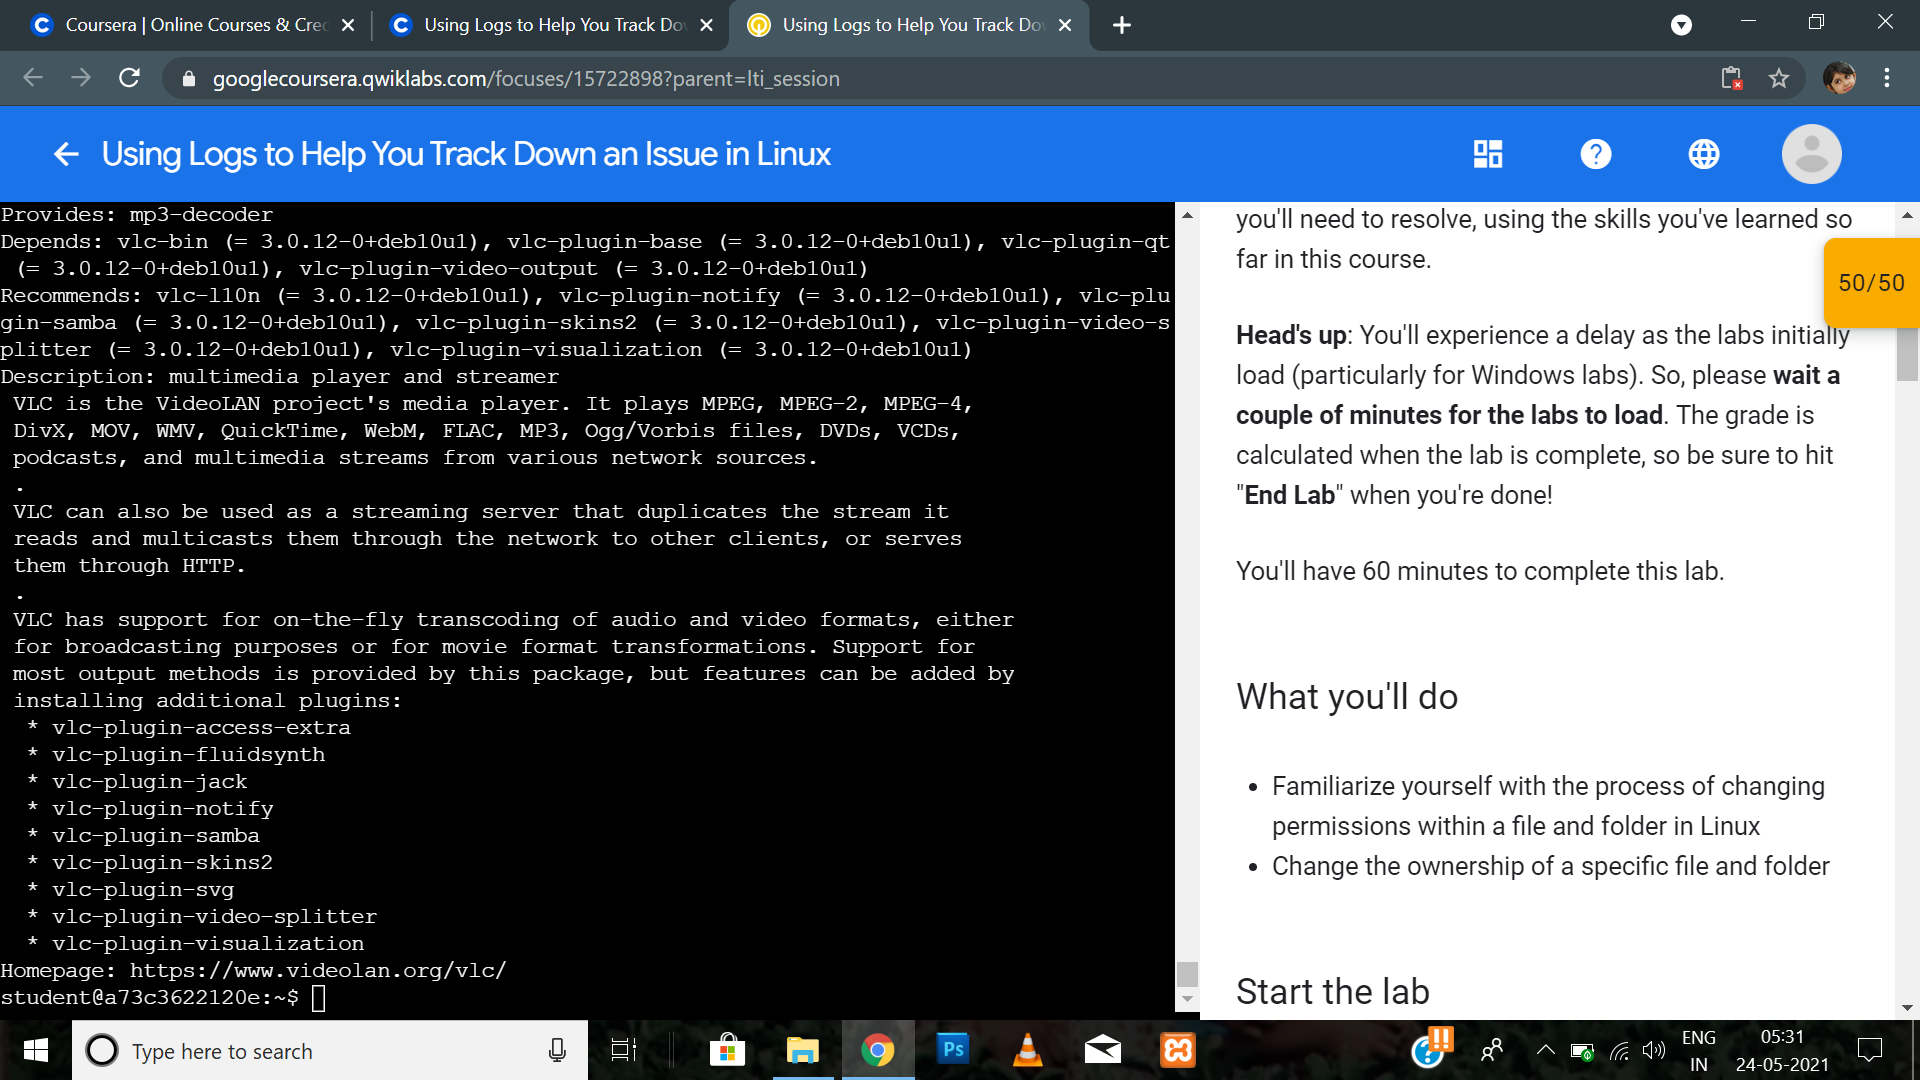 Coursera | Online Courses & Cre
Using Logs to Help You Track Do
Using Logs to Help You Track Do
googlecoursera.qwiklabs.com/focuses/15722898?parent=lti_session
Using Logs to Help You Track Down an Issue in Linux
Provides: mp3-decoder
Depends: vlc-bin (= 3.0.12-0+deb10u1), vlc-plugin-base (= 3.0.12-0+deb10u1), vlc-plugin-qt
(= 3.0.12-0+deb10u1), vlc-plugin-video-output (= 3.0.12-0+deb10u1)
Recommends: vlc-l10n (= 3.0.12-0+deb10u1), vlc-plugin-notify (= 3.0.12-0+deb10u1), vlc-plu
gin-samba (= 3.0.12-0+deb10u1), vlc-plugin-skins2 (= 3.0.12-0+deb10u1), vlc-plugin-video-s
plitter (= 3.0.12-0+deb10u1), vlc-plugin-visualization (= 3.0.12-0+deb10u1)
Description: multimedia player and streamer
VLC is the VideoLAN project's media player. It plays MPEG, MPEG-2, MPEG-4,
DivX, MOV, WMV, QuickTime, WebM, FLAC, MP3, Ogg/Vorbis files, DVDs, VCDs,
podcasts, and multimedia streams from various network sources.
.
VLC can also be used as a streaming server that duplicates the stream it
reads and multicasts them through the network to other clients, or serves
them through HTTP.
.
VLC has support for on-the-fly transcoding of audio and video formats, either
for broadcasting purposes or for movie format transformations. Support for
most output methods is provided by this package, but features can be added by
installing additional plugins:
* vlc-plugin-access-extra
* vlc-plugin-fluidsynth
* vlc-plugin-jack
* vlc-plugin-notify
* vlc-plugin-samba
* vlc-plugin-skins2
* vlc-plugin-svg
* vlc-plugin-video-splitter
* vlc-plugin-visualization
Homepage: https://www.videolan.org/vlc/
student@a73c3622120e:~$
you'll need to resolve, using the skills you've learned so
far in this course.
50/50
Head's up: You'll experience a delay as the labs initially
load (particularly for Windows labs). So, please wait a
couple of minutes for the labs to load. The grade is
calculated when the lab is complete, so be sure to hit
"End Lab" when you're done!
You'll have 60 minutes to complete this lab.
What you'll do
• Familiarize yourself with the process of changing
permissions within a file and folder in Linux
• Change the ownership of a specific file and folder
Start the lab
Type here to search
Ps
ENG
IN
05:31
24-05-2021